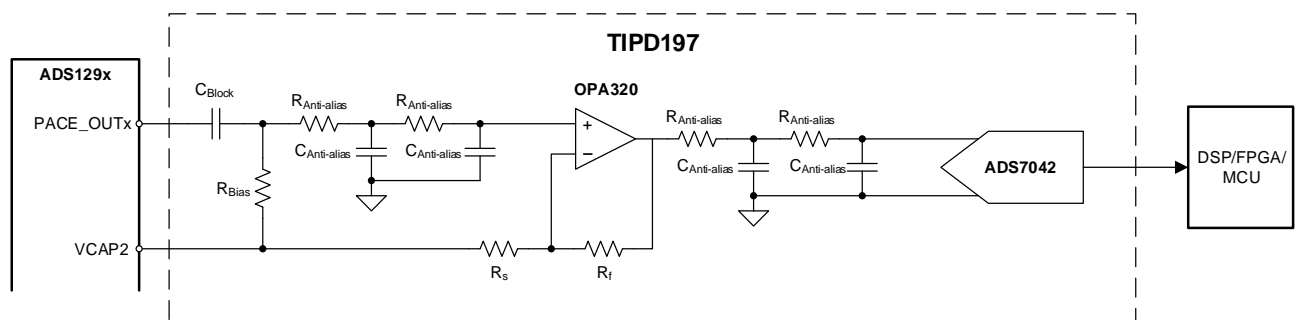 TIPD197
ADS129x
PACE_OUTx
VCAP2
CBlock
RBias
RAnti-alias
RAnti-alias
CAnti-alias
CAnti-alias
OPA320
+
−
Rs
Rf
RAnti-alias
RAnti-alias
CAnti-alias
CAnti-alias
ADS7042
DSP/FPGA/
MCU